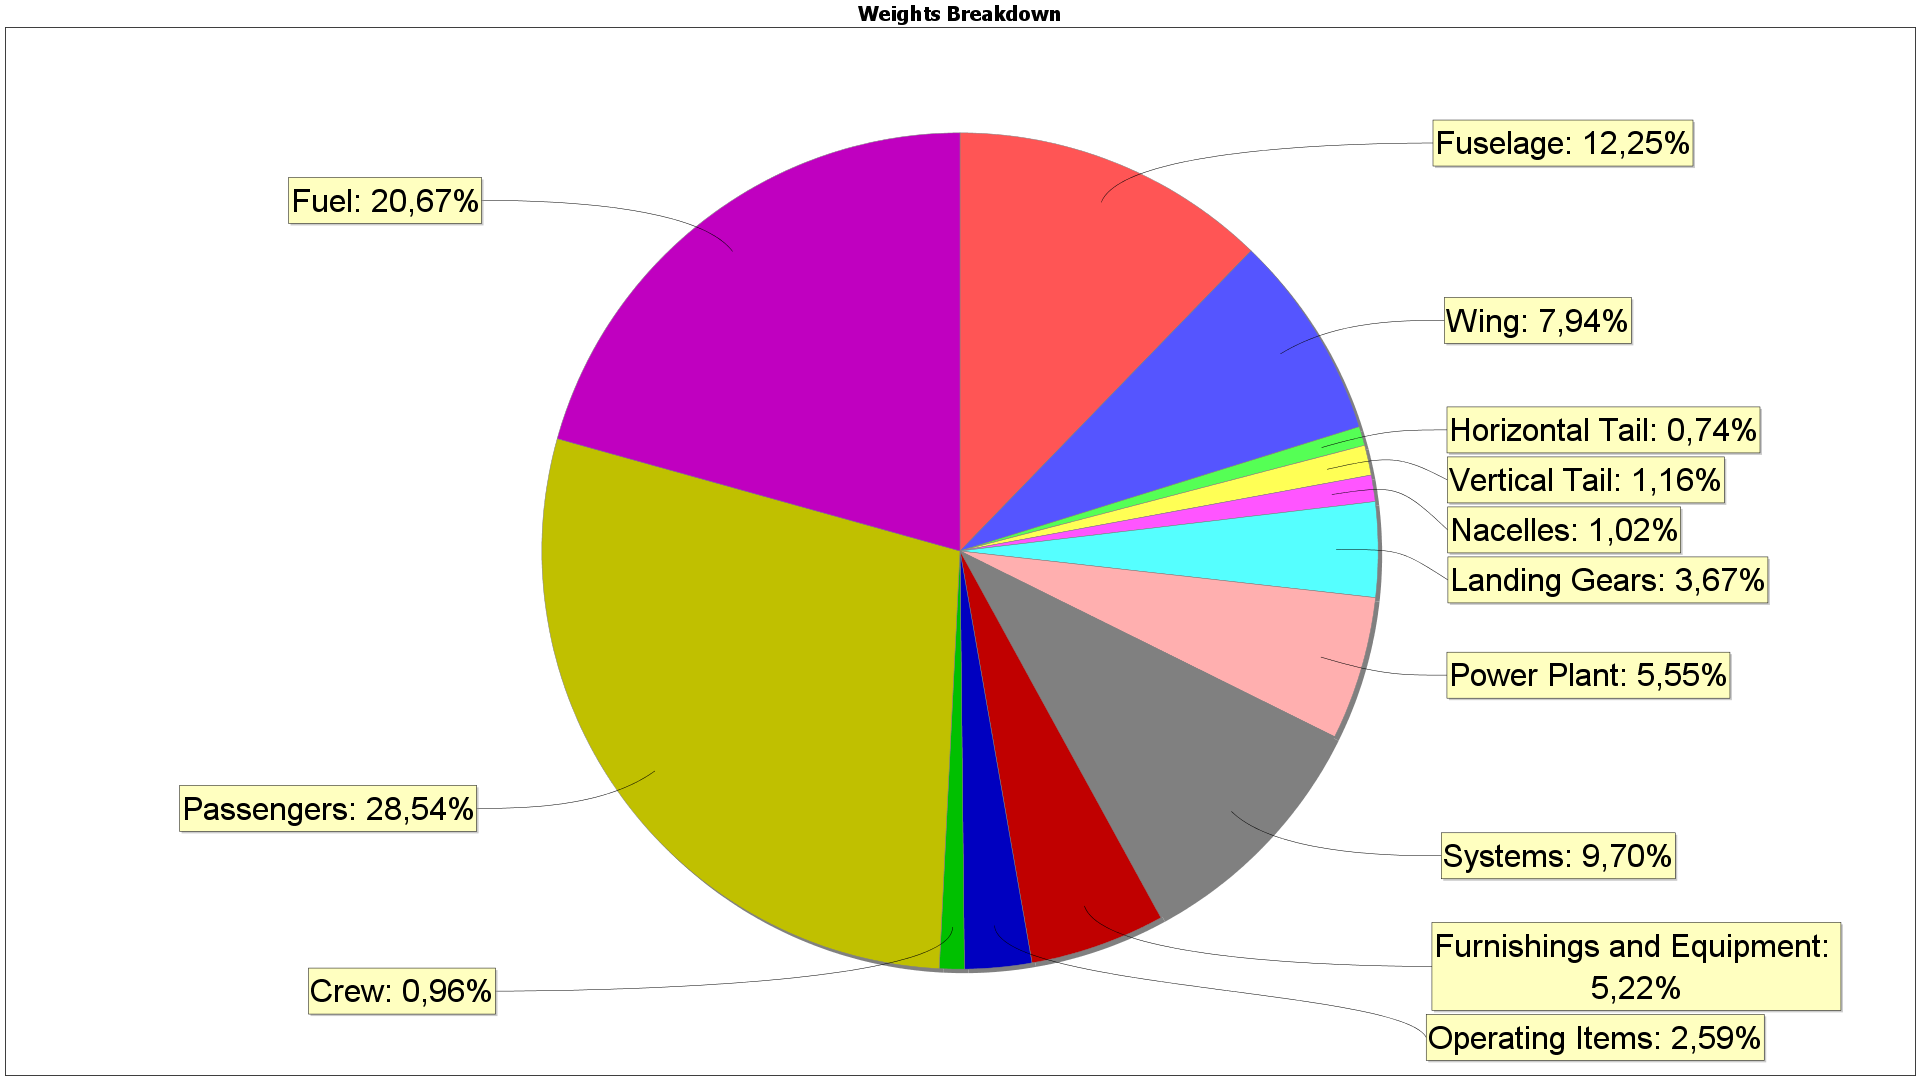 Weights Breakdown
Fuselage: 12,25%
Fuel: 20,67%
Wing: 7,94%
Horizontal Tail: 0,74%
Vertical Tail: 1,16%
Nacelles: 1,02%
Landing Gears: 3,67%
Power Plant: 5,55%
Passengers: 28,54%
Systems: 9,70%
Furnishings and Equipment:
5,22%
Crew: 0,96%
Operating Items: 2,59%